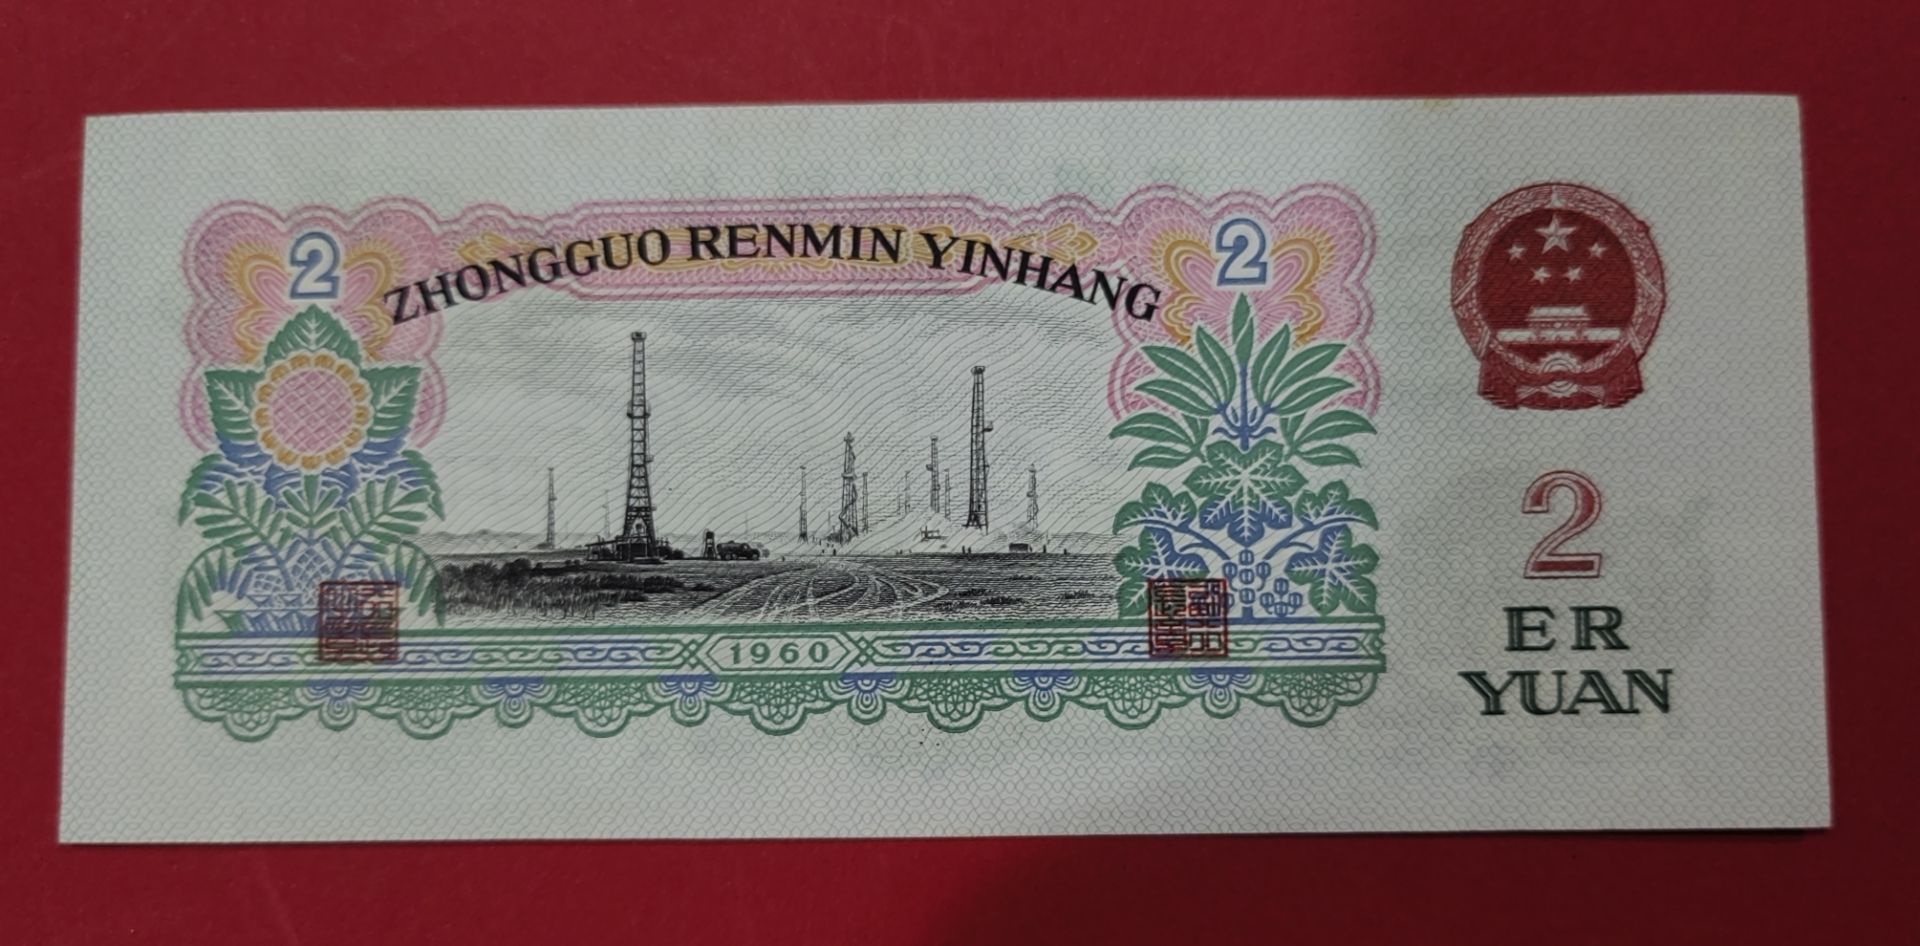 2
ZHONGGUO RENMIN YINHANG
2
1960
2
ER
YUAN